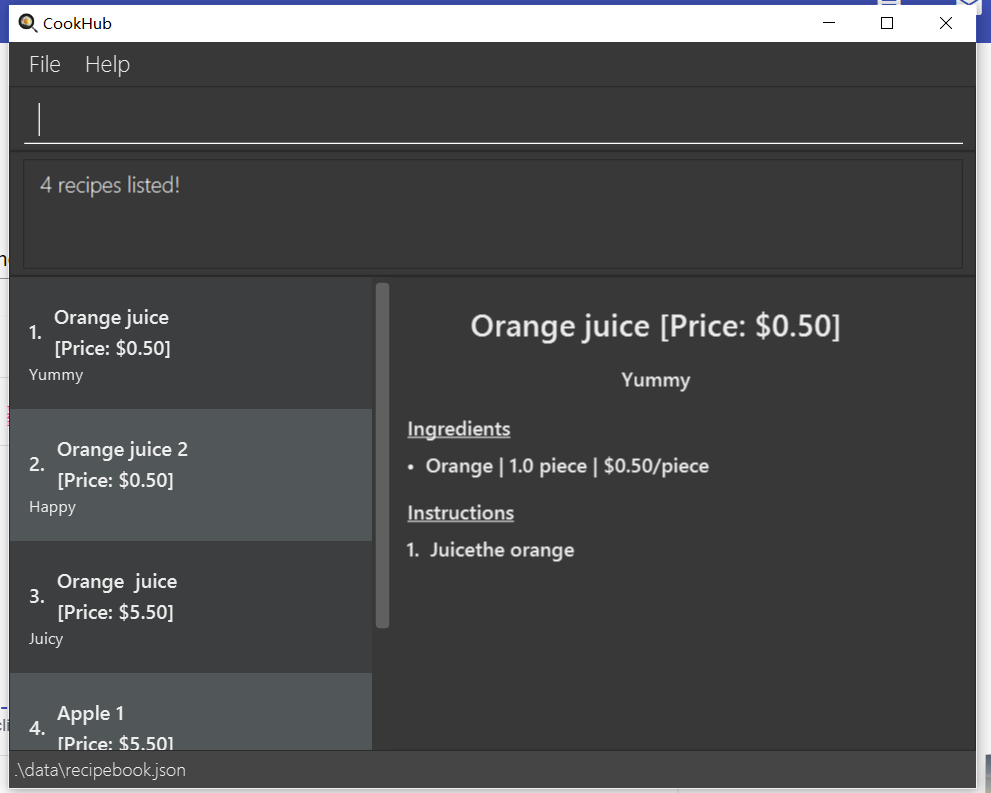 CookHub
File Help
4 recipes listed!
1. Orange juice
[Price: $0.50]
Yummy
2. Orange juice 2
[Price: $0.50]
Happy
3. Orange  juice
[Price: $5.50]
Juicy
4. Apple 1
[Price: $5.50]
Orange juice [Price: $0.50]
Yummy
Ingredients
• Orange | 1.0 piece | $0.50/piece
Instructions
1. Juicethe orange
.\data\recipebook.json